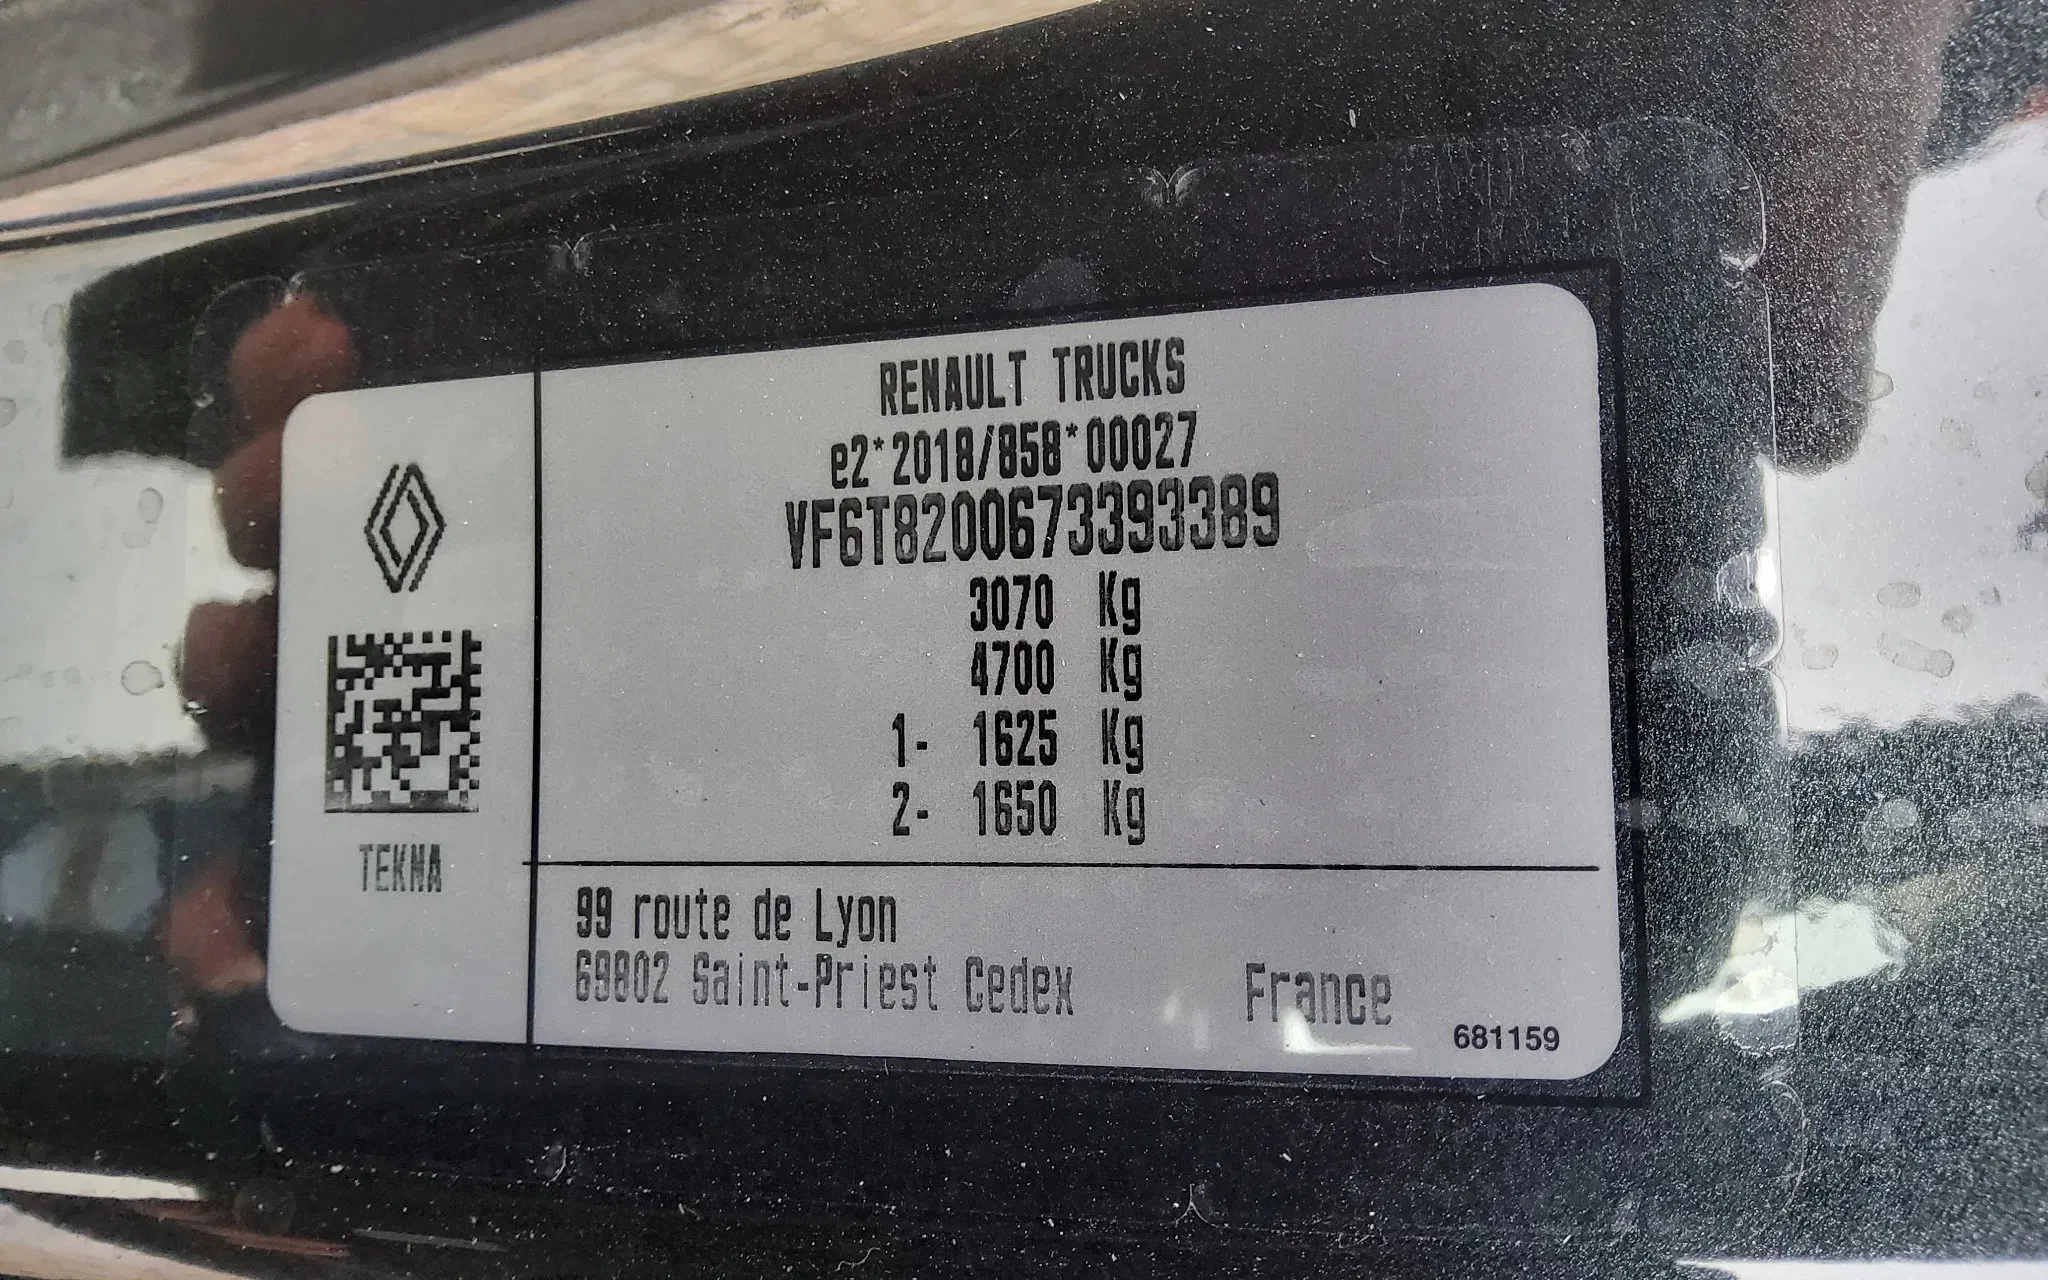 RENAULT TRUCKS
e2*2018/858*00027
VF6T8200673393389
3070 Kg
4700 Kg
1- 1625 Kg
2- 1650 Kg
TEKNA
99 route de Lyon
69802 Saint-Priest Cedex France
681159